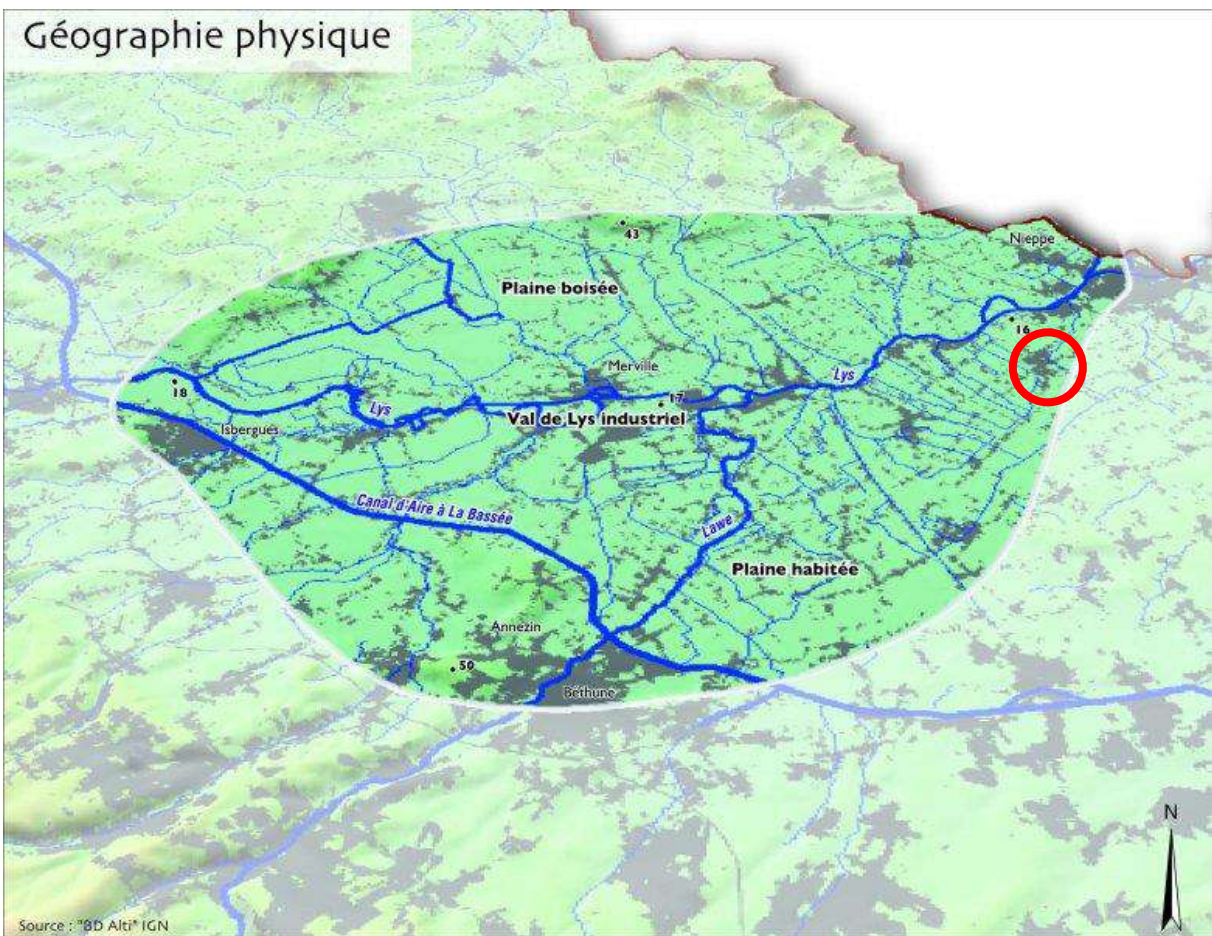 Géographie physique
Nieppe
43
Plaine boisée
16
Merville
Lys
18
17
Lys
Val de Lys industriel
Isbergues
Canal d'Aire à La Bassée
Lawe
Plaine habitée
Annezin
50
Béthune
N
Source : "BD Alti" IGN